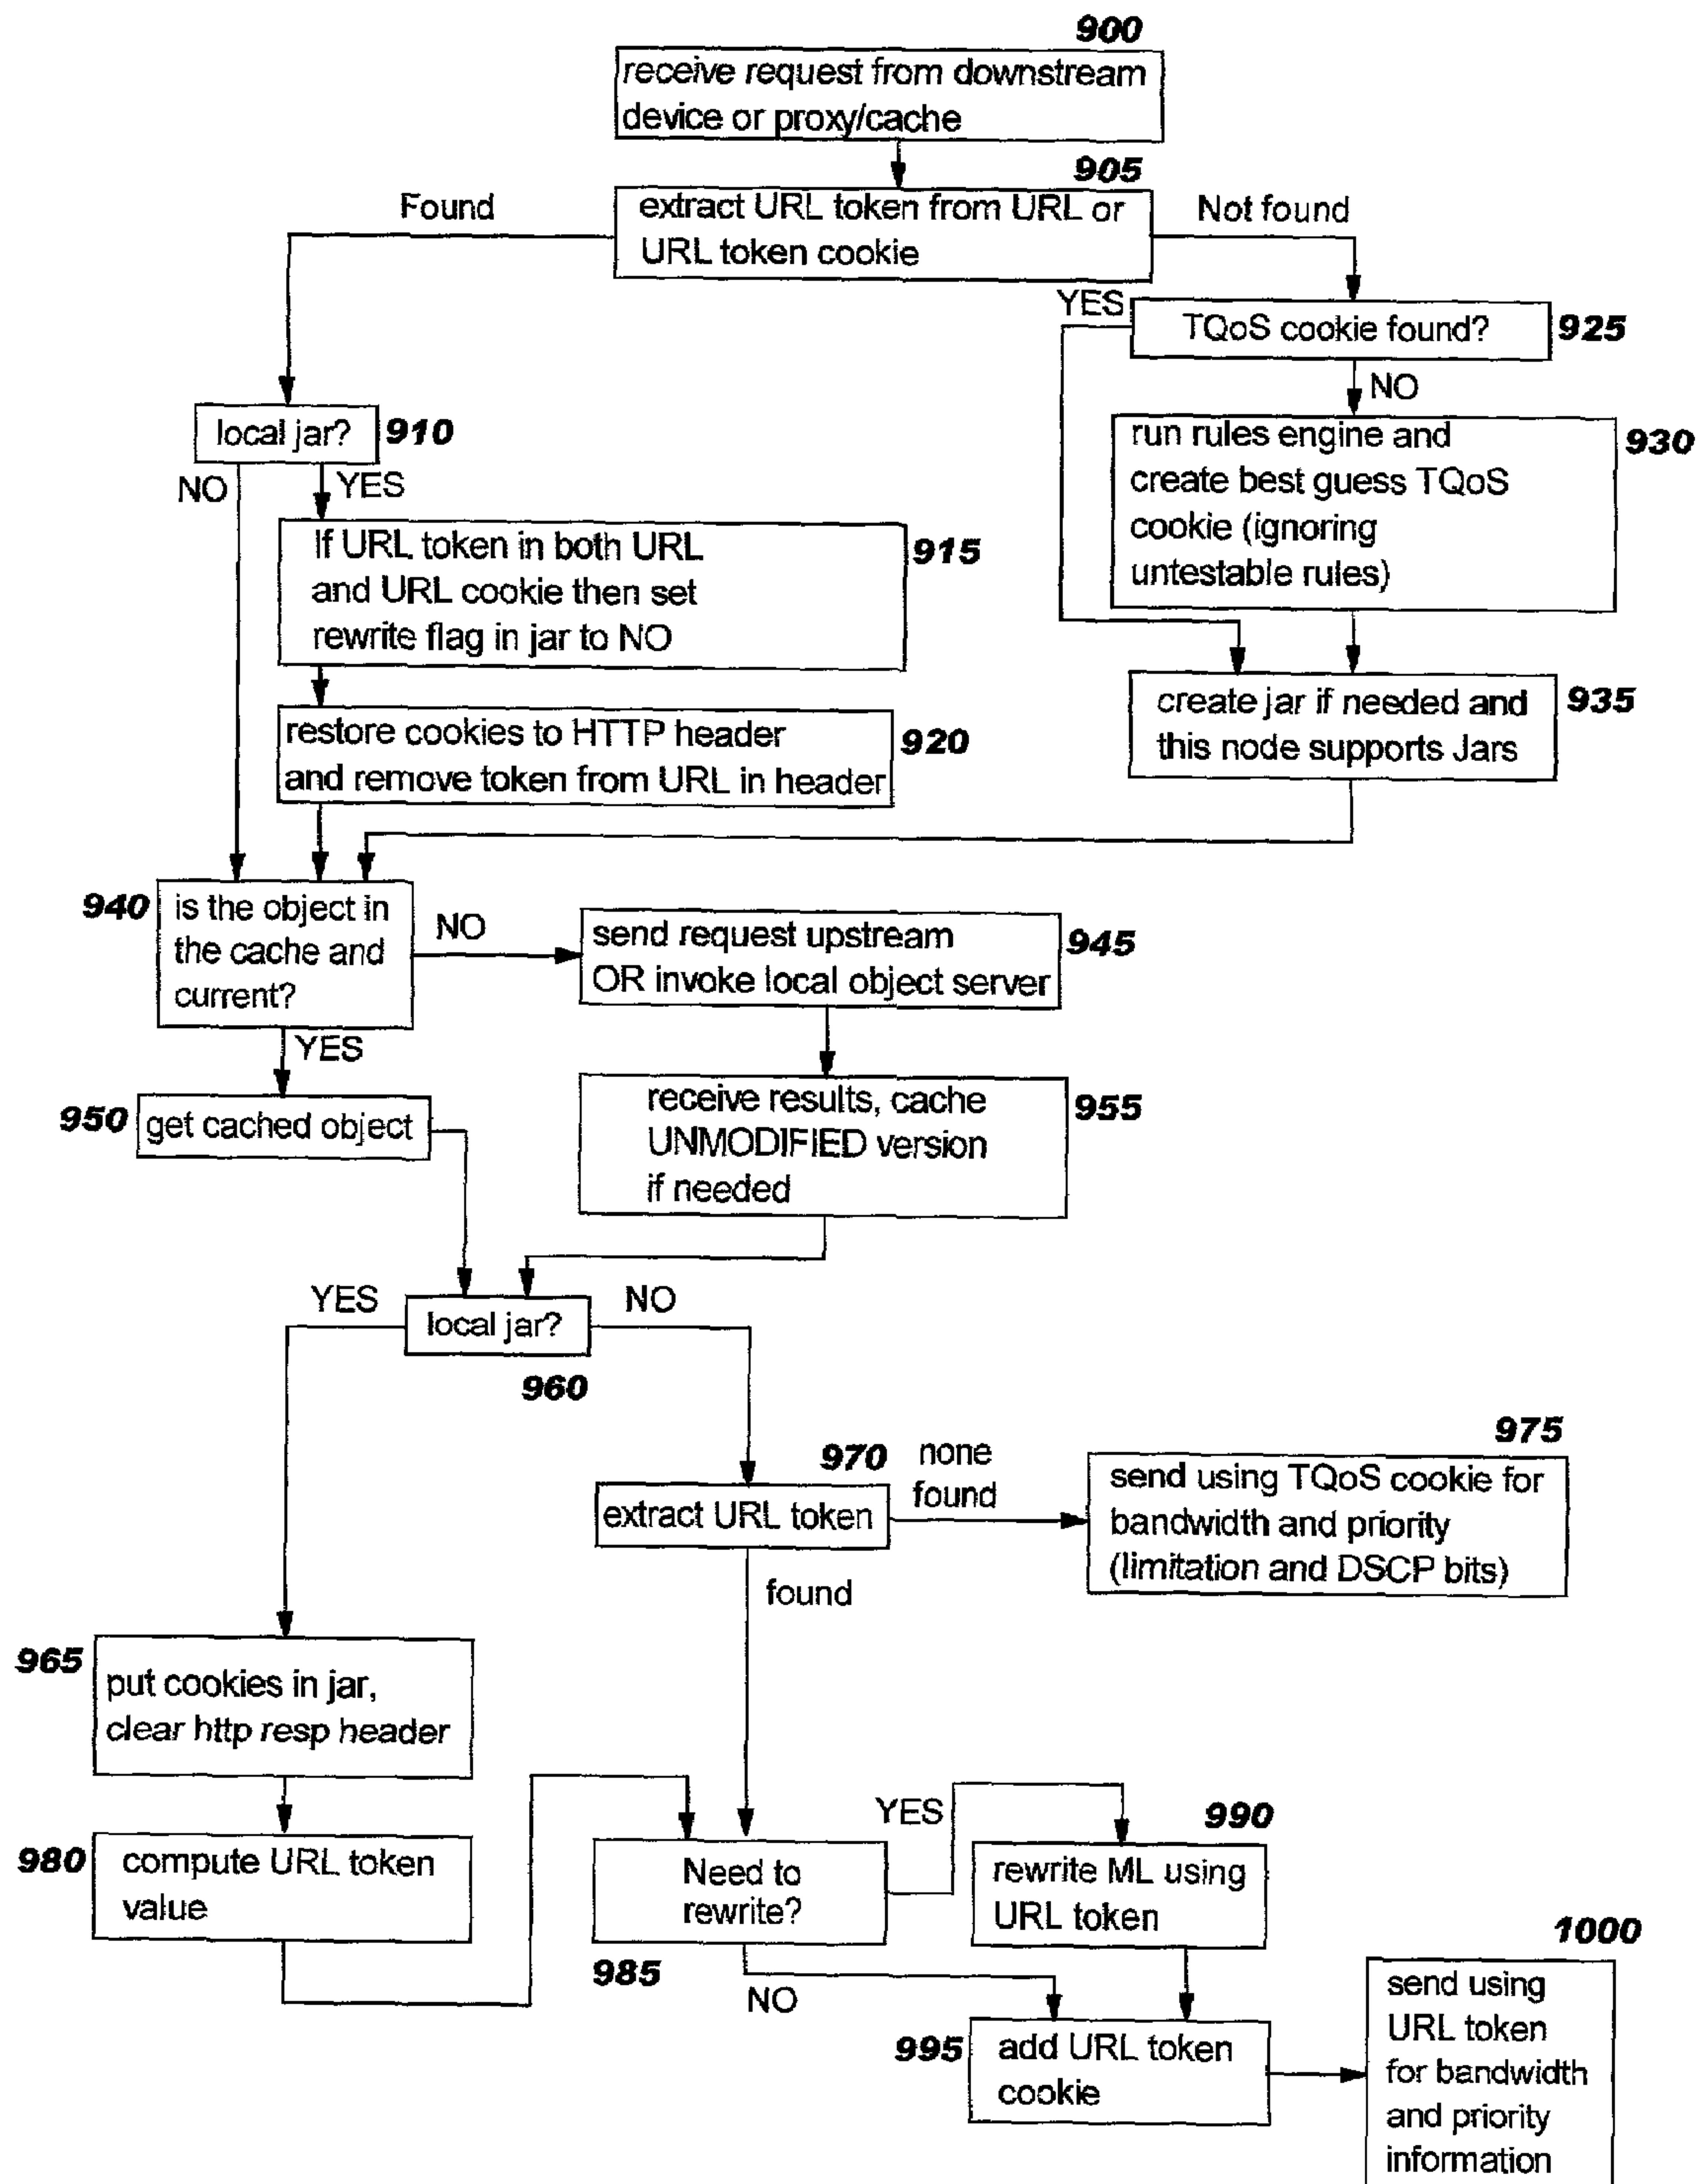 900
receive request from downstream
device or proxy/cache
905
Found
extract URL token from URL or
URL token cookie
Not found
YES
TQoS cookie found?
925
NO
local jar?
910
run rules engine and
create best guess TQoS
cookie (ignoring
untestable rules)
930
NO
YES
If URL token in both URL
and URL cookie then set
rewrite flag in jar to NO
915
create jar if needed and
this node supports Jars
935
restore cookies to HTTP header
and remove token from URL in header
920
940
is the object in
the cache and
current?
NO
send request upstream
OR invoke local object server
945
YES
950
get cached object
receive results, cache
UNMODIFIED version
if needed
955
YES
local jar?
NO
960
970
none
found
975
extract URL token
send using TQoS cookie for
bandwidth and priority
(limitation and DSCP bits)
found
965
put cookies in jar,
clear http resp header
980
compute URL token
value
Need to
rewrite?
985
YES
990
rewrite ML using
URL token
NO
995
add URL token
cookie
1000
send using
URL token
for bandwidth
and priority
information